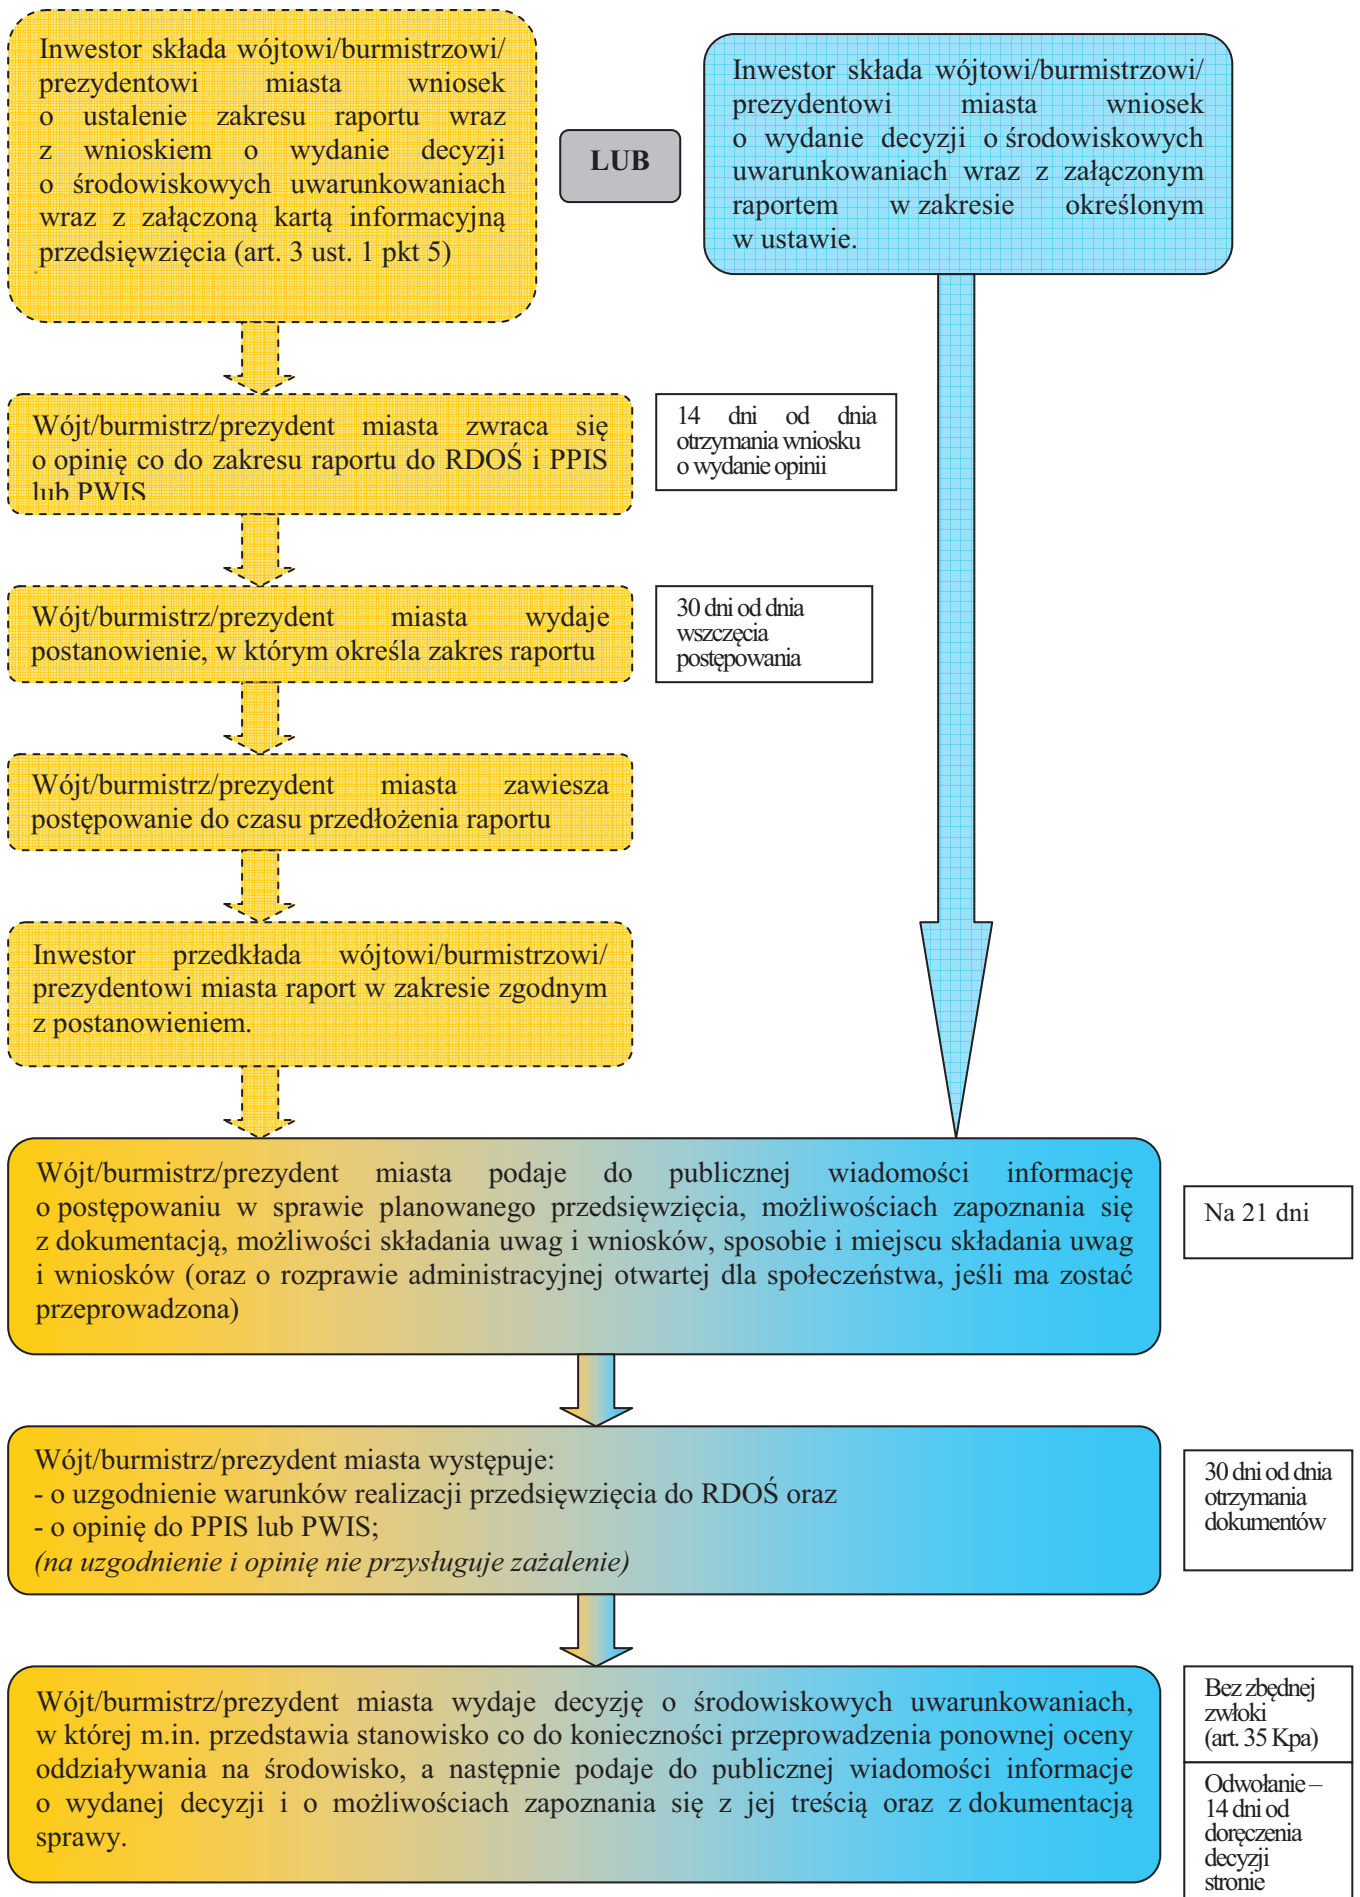 Inwestor składa wójtowi/burmistrzowi/
prezydentowi miasta wniosek
o ustalenie zakresu raportu wraz
z wnioskiem o wydanie decyzji
o środowiskowych uwarunkowaniach
wraz z załączoną kartą informacyjną
przedsięwzięcia (art. 3 ust. 1 pkt 5)
.
LUB
Inwestor składa wójtowi/burmistrzowi/
prezydentowi miasta wniosek
o wydanie decyzji o środowiskowych
uwarunkowaniach wraz z załączonym
raportem w zakresie określonym
w ustawie.
Wójt/burmistrz/prezydent miasta zwraca się
o opinię co do zakresu raportu do RDOŚ i PPIS
lub PWIS
14 dni od dnia
otrzymania wniosku
o wydanie opinii
Wójt/burmistrz/prezydent miasta wydaje
postanowienie, w którym określa zakres raportu
30 dni od dnia
wszczęcia
postępowania
Wójt/burmistrz/prezydent miasta zawiesza
postępowanie do czasu przedłożenia raportu
Inwestor przedkłada wójtowi/burmistrzowi/
prezydentowi miasta raport w zakresie zgodnym
z postanowieniem.
Wójt/burmistrz/prezydent miasta podaje do publicznej wiadomości informację
o postępowaniu w sprawie planowanego przedsięwzięcia, możliwościach zapoznania się
z dokumentacją, możliwości składania uwag i wniosków, sposobie i miejscu składania uwag
i wniosków (oraz o rozprawie administracyjnej otwartej dla społeczeństwa, jeśli ma zostać
przeprowadzona)
Na 21 dni
Wójt/burmistrz/prezydent miasta występuje:
- o uzgodnienie warunków realizacji przedsięwzięcia do RDOŚ oraz
- o opinię do PPIS lub PWIS;
(na uzgodnienie i opinię nie przysługuje zażalenie)
30 dni od dnia
otrzymania
dokumentów
Wójt/burmistrz/prezydent miasta wydaje decyzję o środowiskowych uwarunkowaniach,
w której m.in. przedstawia stanowisko co do konieczności przeprowadzenia ponownej oceny
oddziaływania na środowisko, a następnie podaje do publicznej wiadomości informacje
o wydanej decyzji i o możliwościach zapoznania się z jej treścią oraz z dokumentacją
sprawy.
Bez zbędnej
zwłoki
(art. 35 Kpa)
Odwołanie –
14 dni od
doręczenia
decyzji
stronie